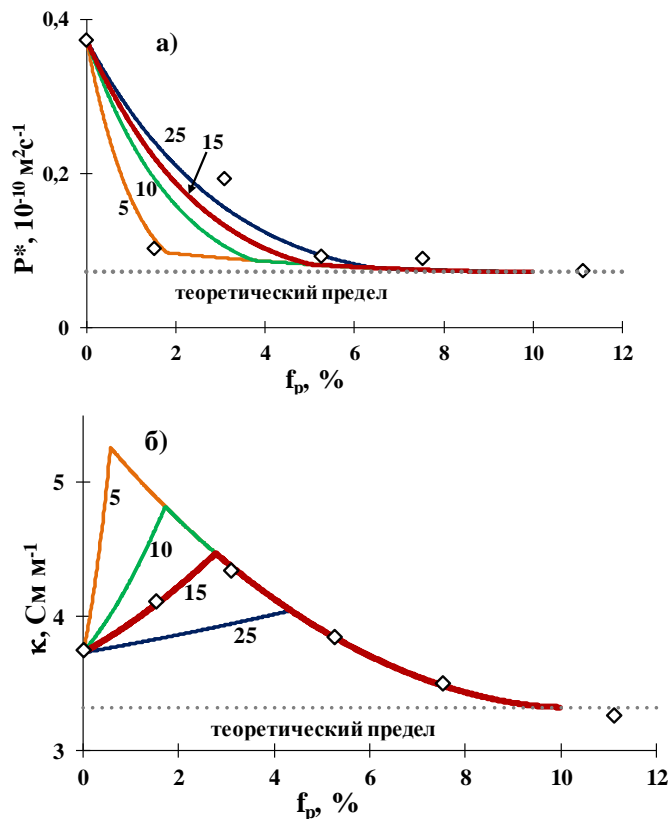 0,4
а)
25
15
0,2
10
5
теоретический предел
0
0 2 4 6 8 10 12
P*, 10⁻¹⁰ м²с⁻¹
fₚ, %
б)
5
5
10
15
4
25
теоретический предел
3
0 2 4 6 8 10 12
κ, См м⁻¹
fₚ, %